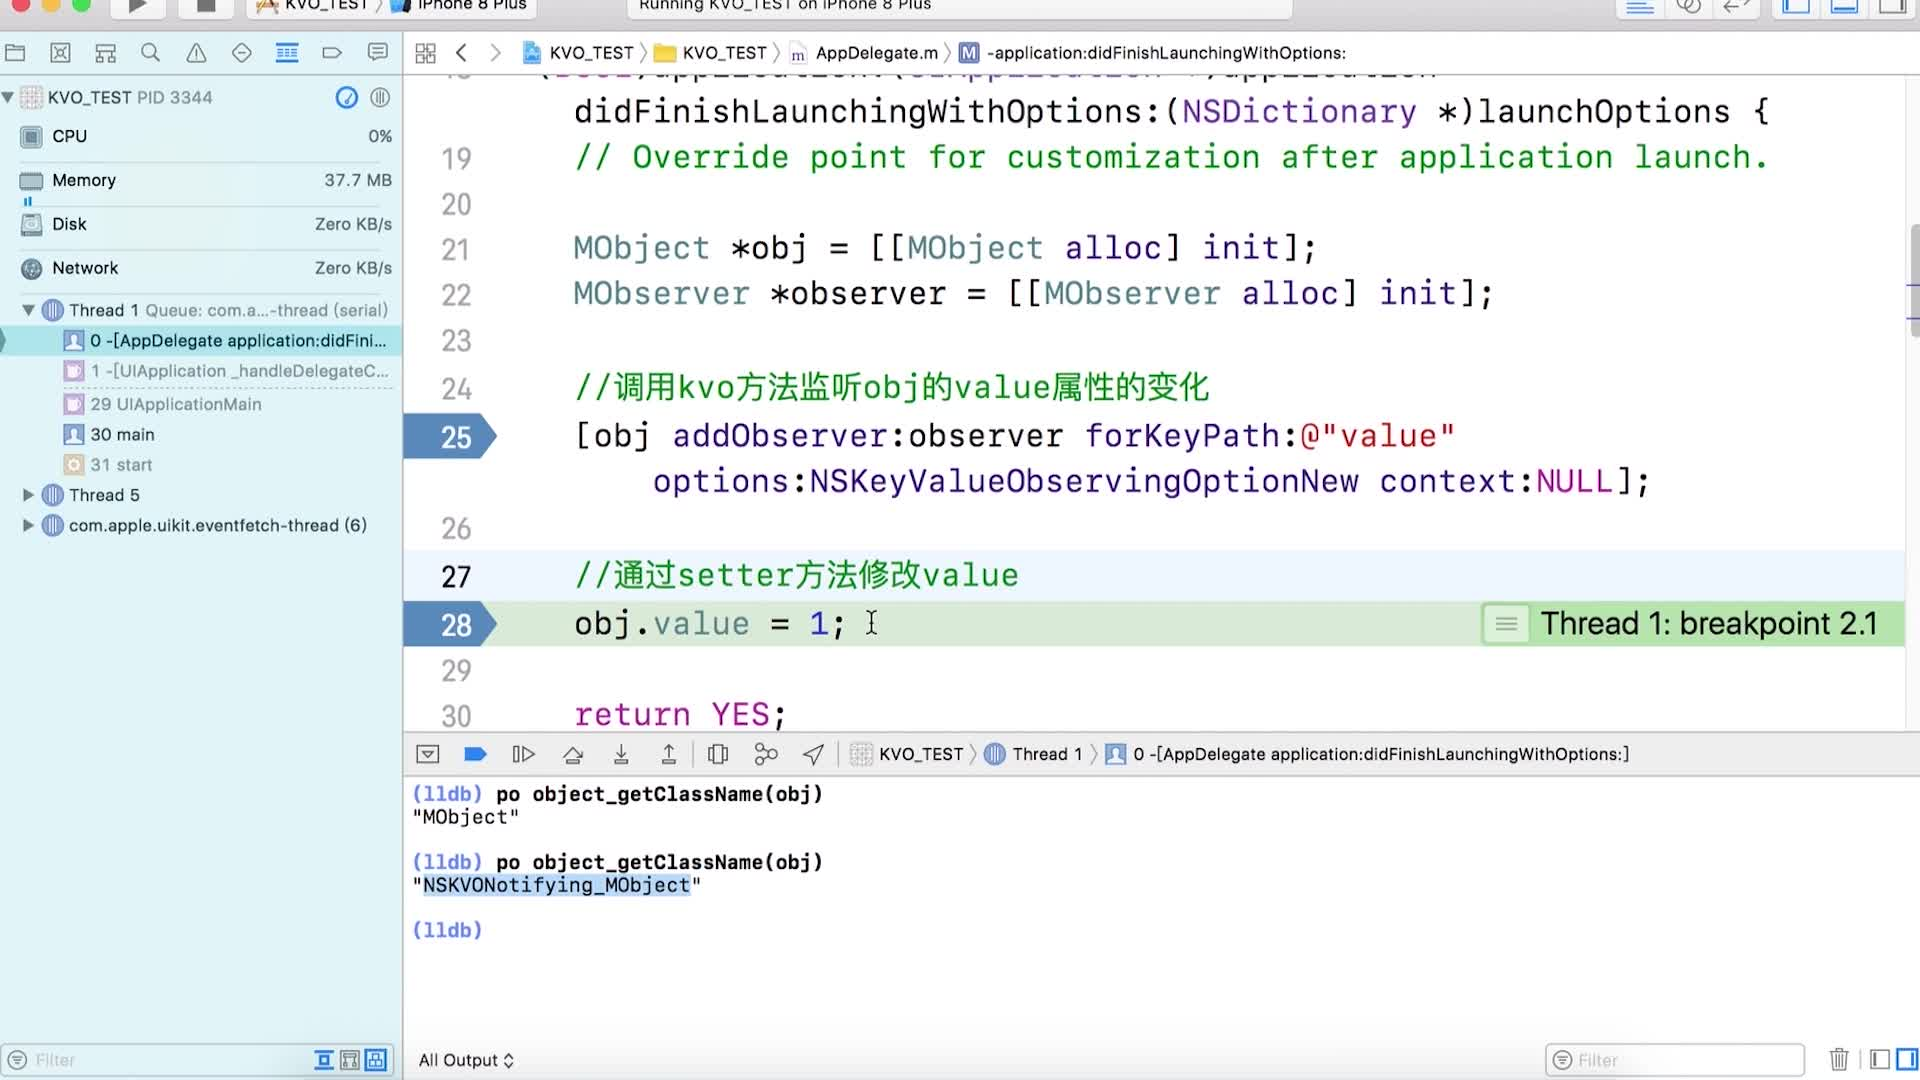 KVO_TEST iPhone 8 Plus
Running KVO_TEST on iPhone 8 Plus
KVO_TEST KVO_TEST AppDelegate.m M -application:didFinishLaunchingWithOptions:
KVO_TEST PID 3344
CPU 0%
Memory 37.7 MB
Disk Zero KB/s
Network Zero KB/s
Thread 1 Queue: com.a...-thread (serial)
0 -[AppDelegate application:didFini...
1 -[UIApplication _handleDelegateC...
29 UIApplicationMain
30 main
31 start
Thread 5
com.apple.uikit.eventfetch-thread (6)
Filter
didFinishLaunchingWithOptions:(NSDictionary *)launchOptions {
19 // Override point for customization after application launch.
20
21 MObject *obj = [[MObject alloc] init];
22 MObserver *observer = [[MObserver alloc] init];
23
24 //调用kvo方法监听obj的value属性的变化
25 [obj addObserver:observer forKeyPath:@"value"
options:NSKeyValueObservingOptionNew context:NULL];
26
27 //通过setter方法修改value
28 obj.value = 1; Thread 1: breakpoint 2.1
29
30 return YES;
KVO_TEST Thread 1 0 -[AppDelegate application:didFinishLaunchingWithOptions:]
(lldb) po object_getClassName(obj)
"MObject"
(lldb) po object_getClassName(obj)
"NSKVONotifying_MObject"
(lldb)
All Output
Filter